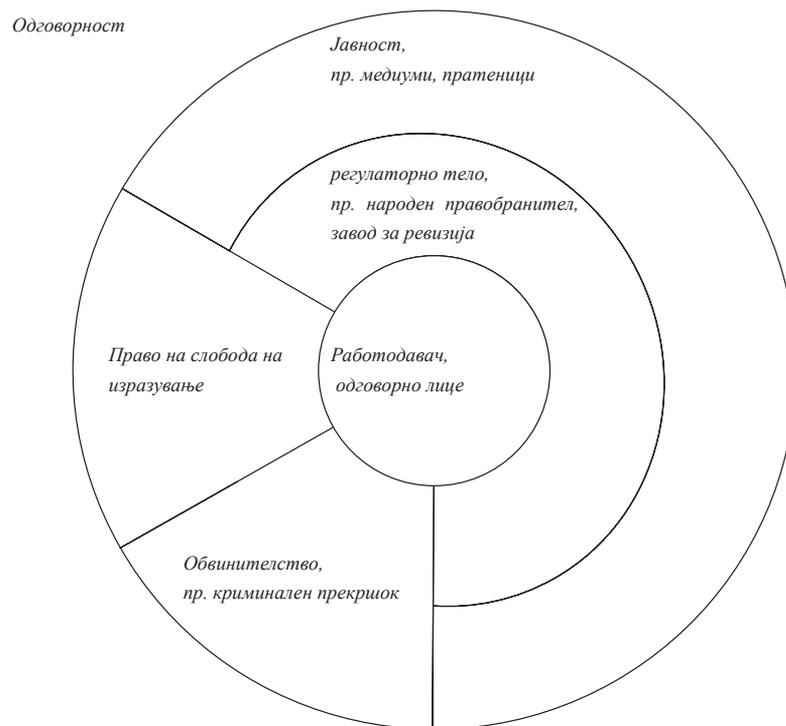 Одговорност
Јавност,
пр. медиуми, пратеници
регулаторно тело,
пр. народен правобранител,
завод за ревизија
Право на слобода на
изразување
Работодавач,
одговорно лице
Обвинителство,
пр. криминален прекршок